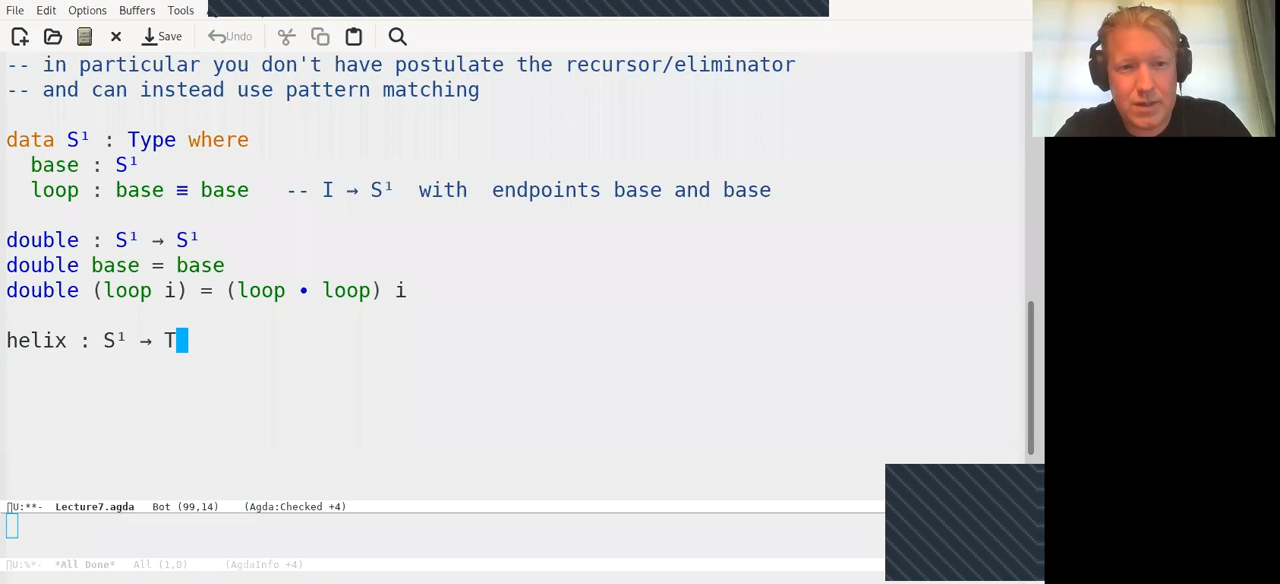 File Edit Options Buffers Tools
Save Undo
-- in particular you don't have postulate the recursor/eliminator
-- and can instead use pattern matching
data S¹ : Type where
base : S¹
loop : base ≡ base -- I → S¹ with endpoints base and base
double : S¹ → S¹
double base = base
double (loop i) = (loop • loop) i
helix : S¹ → T
U:**- Lecture7.agda Bot (99,14) (Agda:Checked +4)
U:%*- *All Done* All (1,0) (AgdaInfo +4)